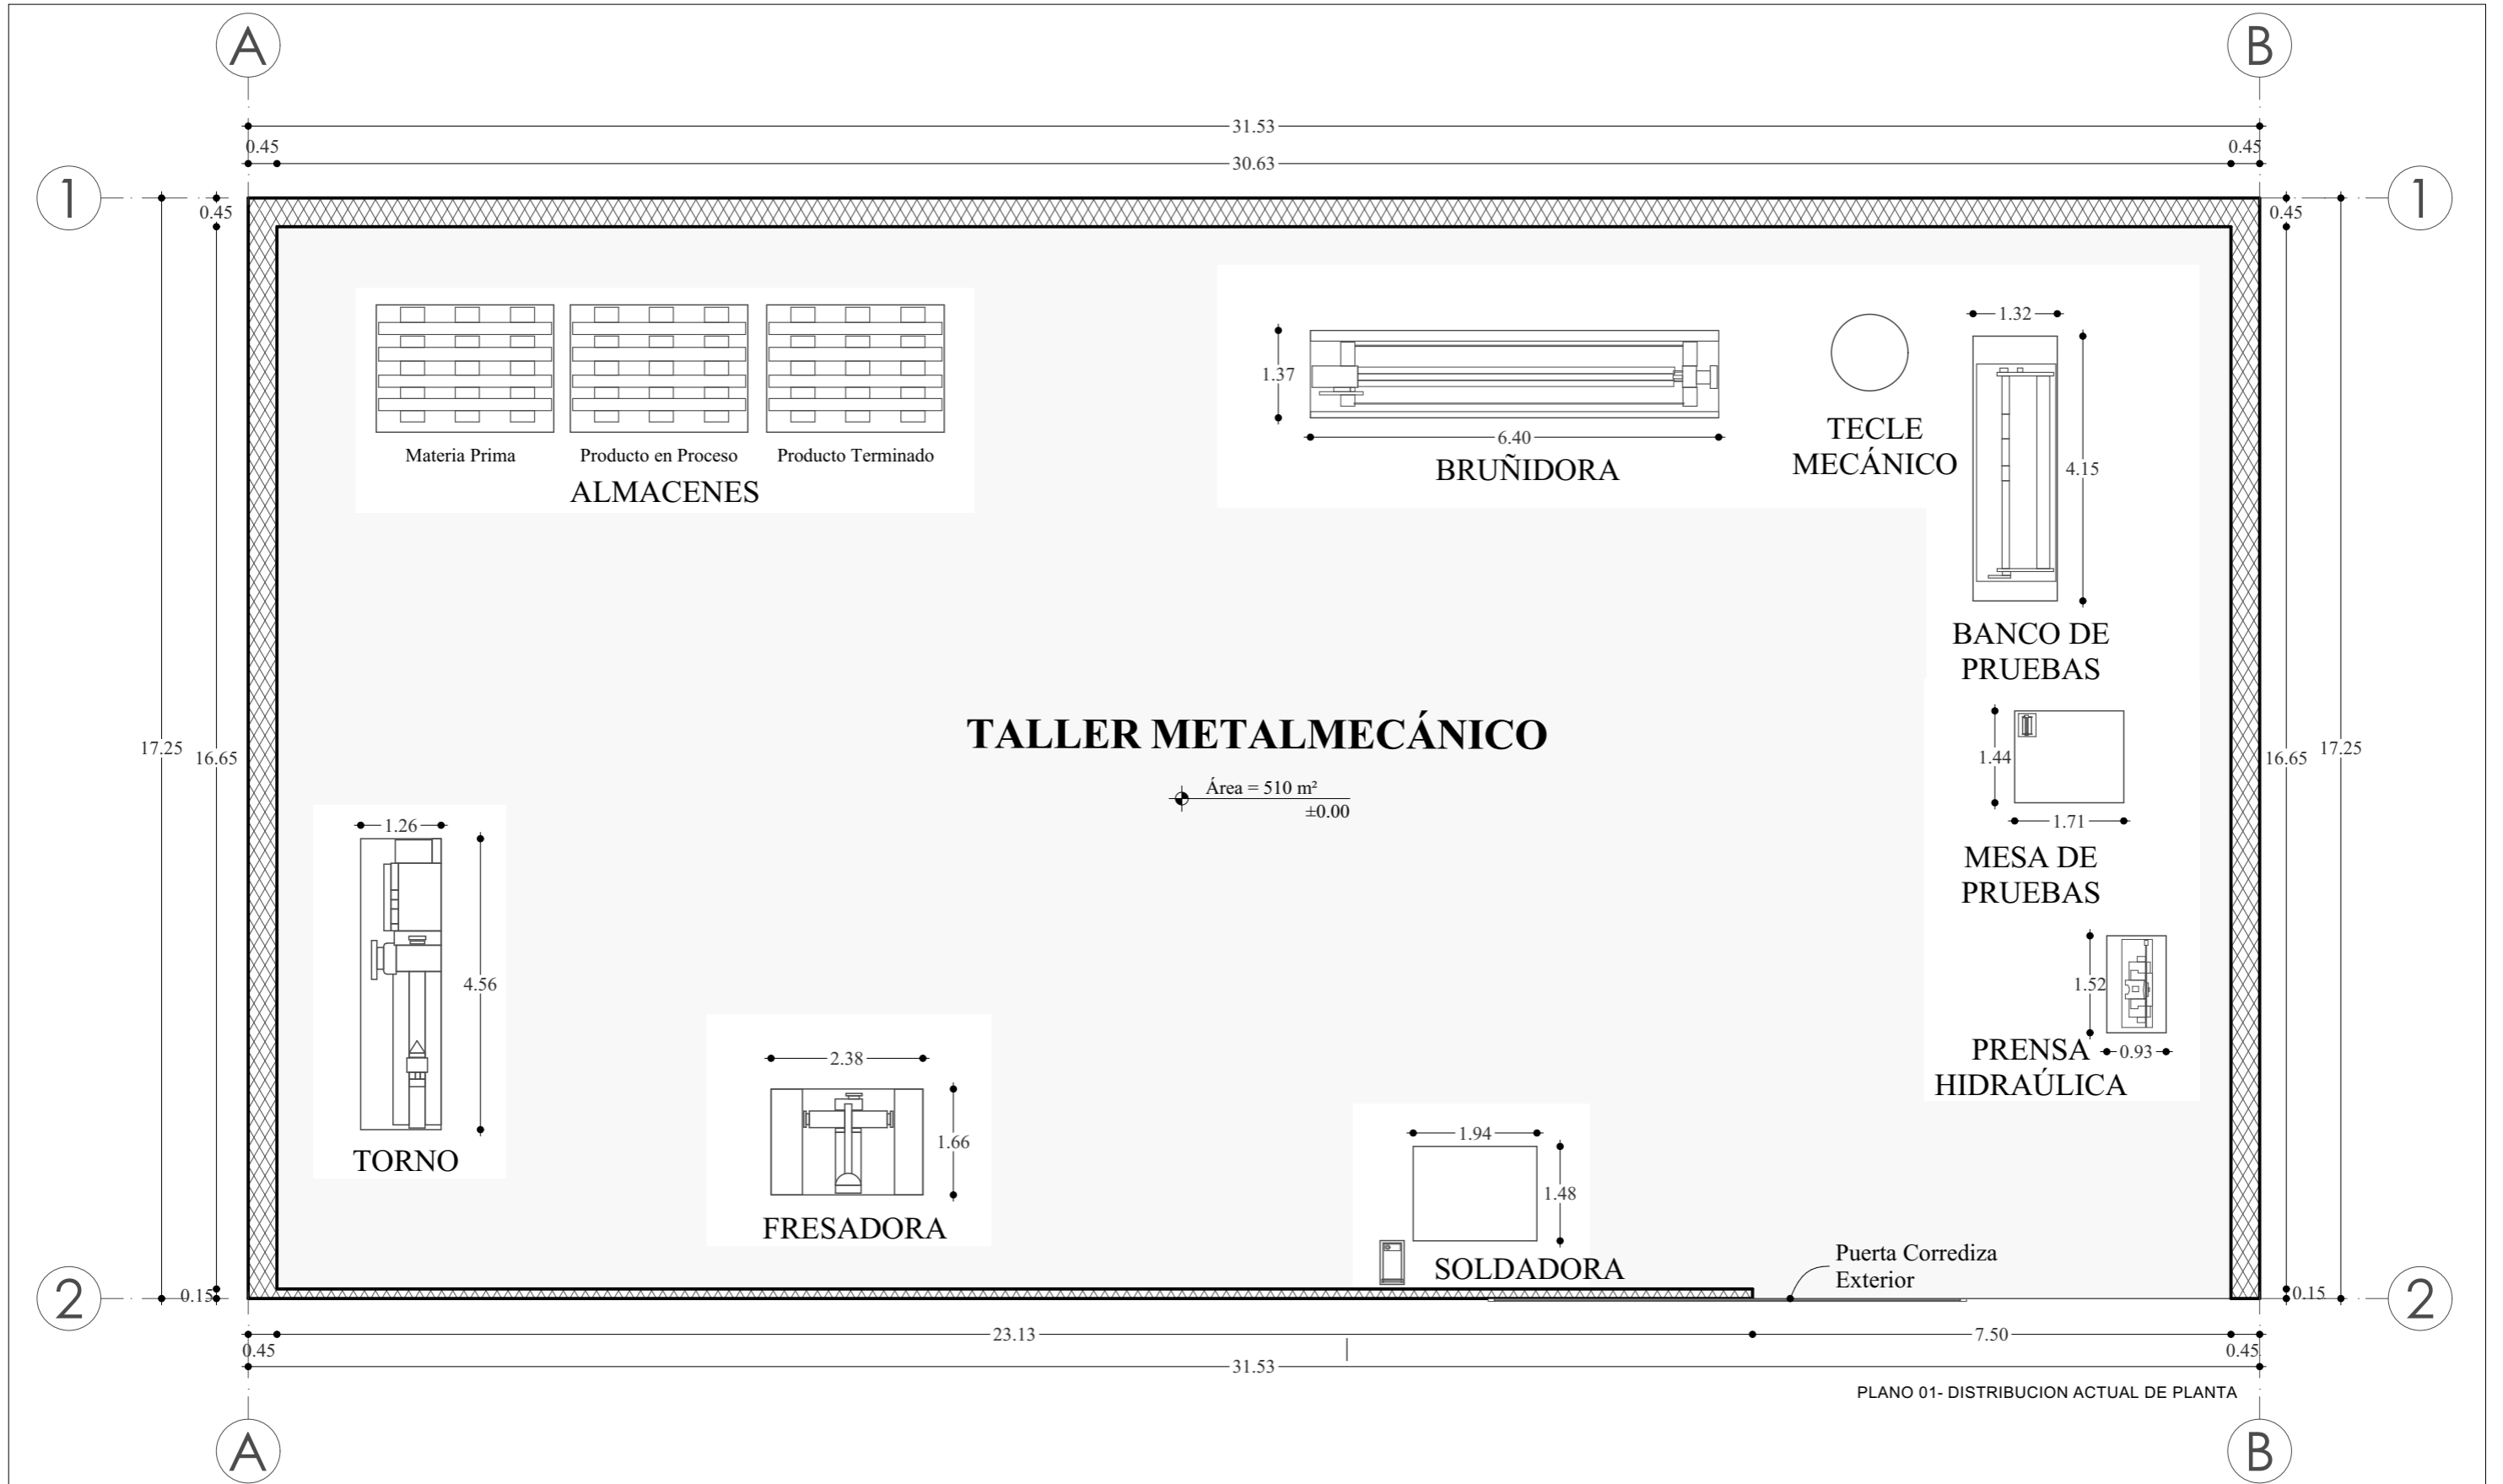 A
B
31.53
0.45
30.63
0.45
1
1
0.45
0.45
1.32
1.37
6.40
4.15
TECLE
MECÁNICO
BRUÑIDORA
Materia Prima
Producto en Proceso
Producto Terminado
ALMACENES
BANCO DE
PRUEBAS
TALLER METALMECÁNICO
Área = 510 m²
±0.00
17.25
16.65
16.65
17.25
1.44
1.71
MESA DE
PRUEBAS
1.26
4.56
TORNO
1.52
0.93
PRENSA
HIDRAÚLICA
2.38
1.66
FRESADORA
1.94
1.48
SOLDADORA
Puerta Corrediza
Exterior
2
0.15
0.15
2
23.13
7.50
0.45
0.45
31.53
PLANO 01- DISTRIBUCION ACTUAL DE PLANTA
A
B